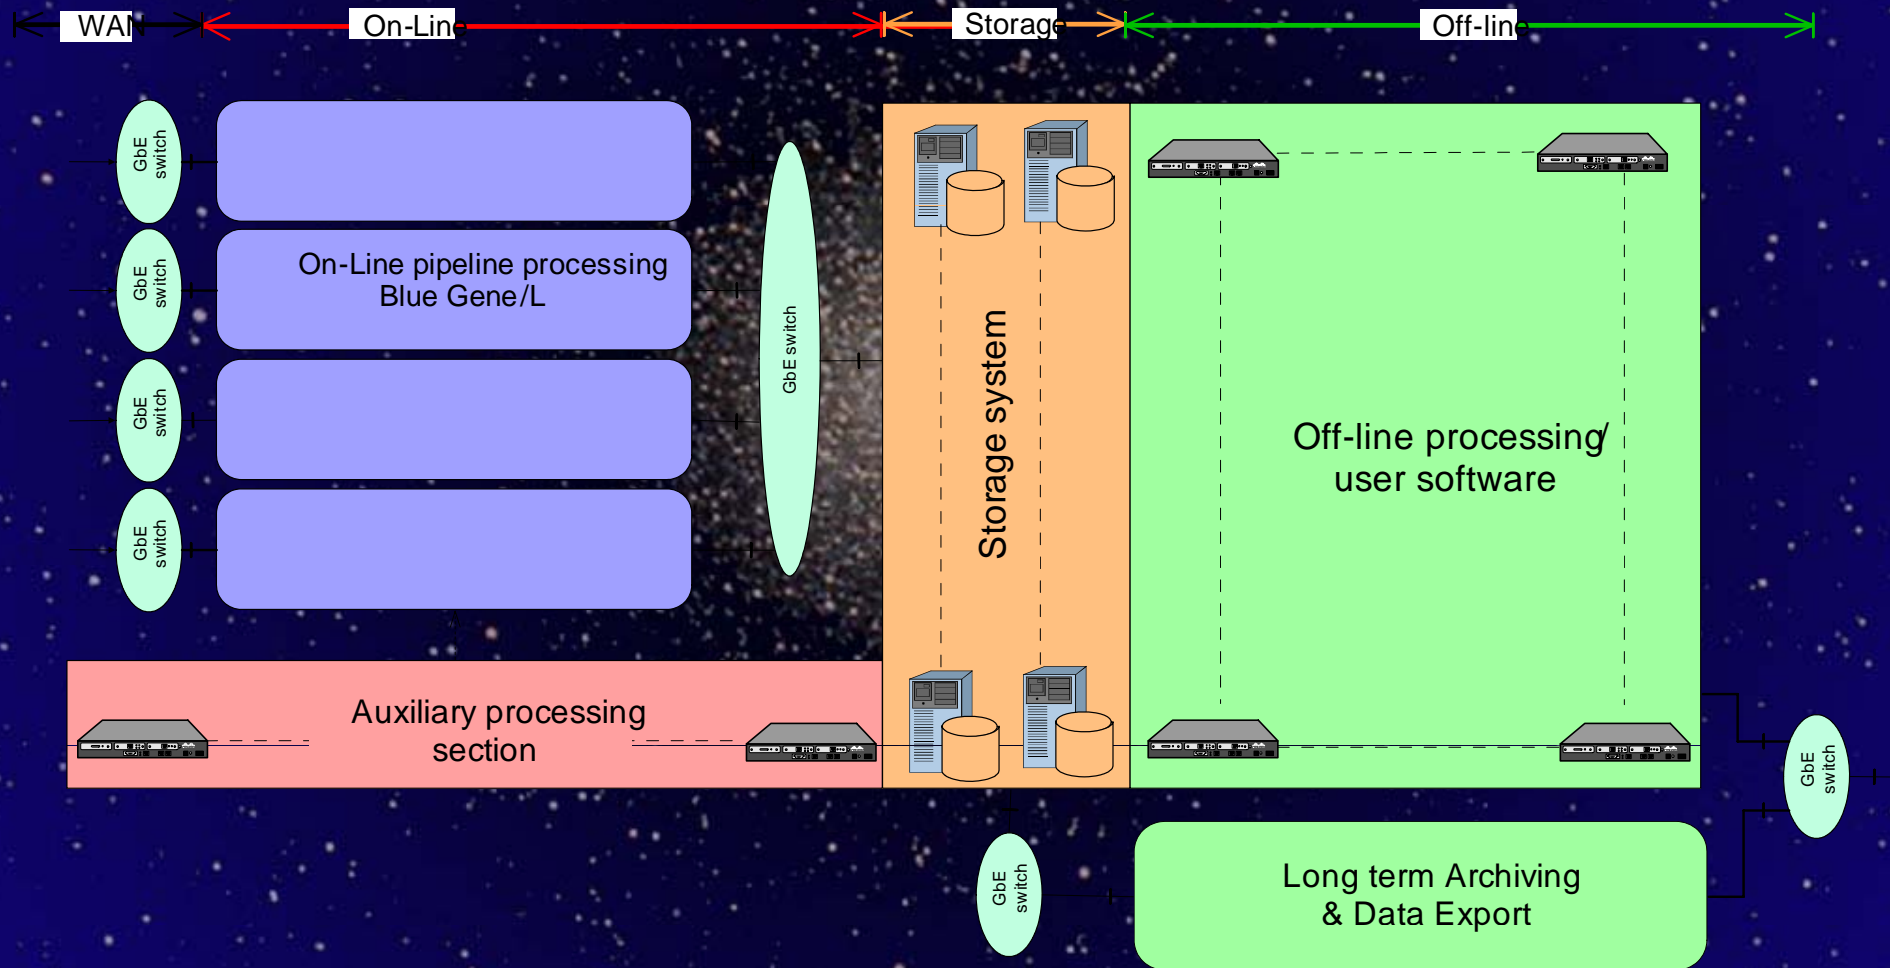 WAN
On-Line
Storage
Off-line
GbE
switch
GbE
switch
On-Line pipeline processing
Blue Gene/L
GbE
switch
GbE
switch
GbE switch
Storage system
Off-line processing/
user software
Auxiliary processing
section
GbE
switch
GbE
switch
Long term Archiving
& Data Export